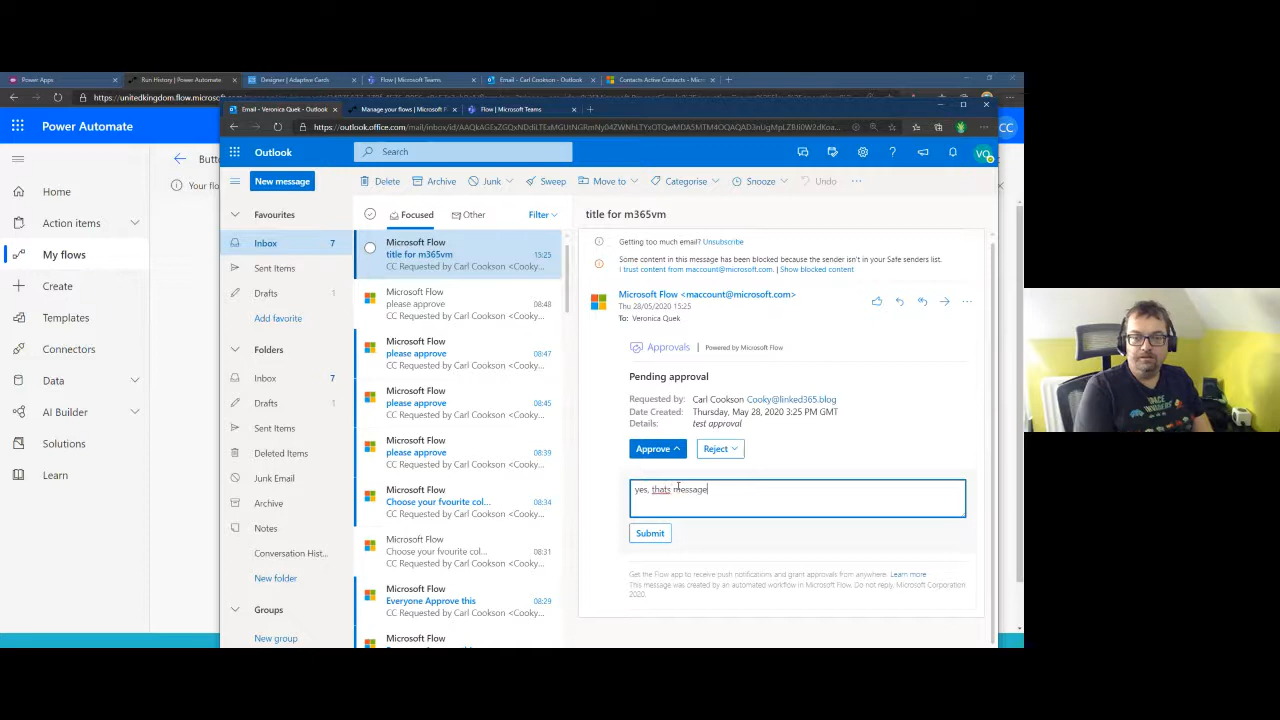 Power Apps
Run History | Power Automate
Designer | Adaptive Cards
Flow | Microsoft Teams
Email - Carl Cookson - Outlook
Contacts Active Contacts - Micros
https://unitedkingdom.flow.microsoft
Email - Veronica Quek - Outlook
Manage your flows | Microsoft F
Flow | Microsoft Teams
Power Automate
CC
Home
Action items
My flows
Create
Templates
Connectors
Data
AI Builder
Solutions
Learn
Butt
Your flo
Outlook
Search
VQ
New message
Delete
Archive
Junk
Sweep
Move to
Categorise
Snooze
Undo
Favourites
Inbox 7
Sent Items
Drafts 1
Add favorite
Folders
Inbox 7
Drafts 1
Sent Items
Deleted Items
Junk Email
Archive
Notes
Conversation Hist...
New folder
Groups
New group
Focused
Other
Filter
Microsoft Flow
title for m365vm 15:25
CC Requested by Carl Cookson <Cooky...
Microsoft Flow
please approve 08:48
CC Requested by Carl Cookson <Cooky...
Microsoft Flow
please approve 08:47
CC Requested by Carl Cookson <Cooky...
Microsoft Flow
please approve 08:45
CC Requested by Carl Cookson <Cooky...
Microsoft Flow
please approve 08:39
CC Requested by Carl Cookson <Cooky...
Microsoft Flow
Choose your fvourite col... 08:34
CC Requested by Carl Cookson <Cooky...
Microsoft Flow
Choose your fvourite col... 08:31
CC Requested by Carl Cookson <Cooky...
Microsoft Flow
Everyone Approve this 08:29
CC Requested by Carl Cookson <Cooky...
Microsoft Flow
title for m365vm
Getting too much email? Unsubscribe
Some content in this message has been blocked because the sender isn't in your Safe senders list.
I trust content from maccount@microsoft.com. | Show blocked content
Microsoft Flow <maccount@microsoft.com>
Thu 28/05/2020 15:25
To: Veronica Quek
Approvals | Powered by Microsoft Flow
Pending approval
Requested by: Carl Cookson Cooky@linked365.blog
Date Created: Thursday, May 28, 2020 3:25 PM GMT
Details: test approval
Approve
Reject
yes, thats message
Submit
Get the Flow app to receive push notifications and grant approvals from anywhere. Learn more
This message was created by an automated workflow in Microsoft Flow. Do not reply. Microsoft Corporation
2020.